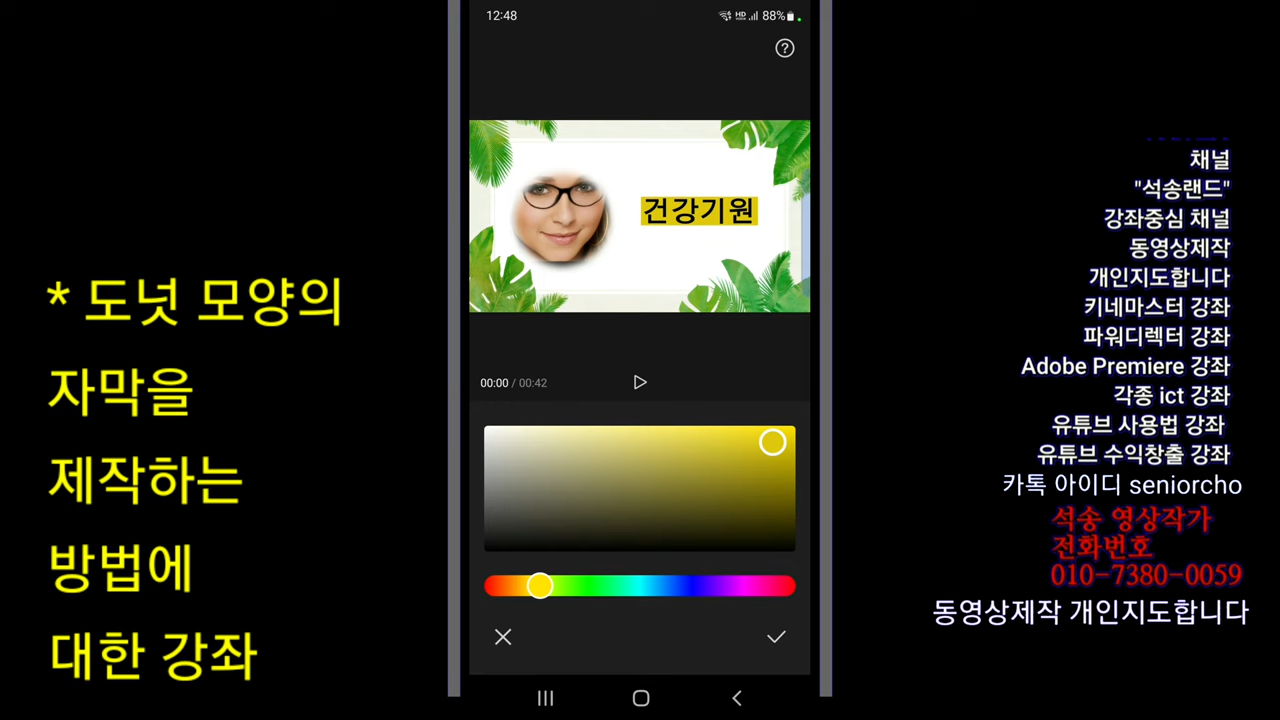 * 도넛 모양의
자막을
제작하는
방법에
대한 강좌
12:48
HD 88%
?
건강기원
00:00 / 00:42
채널
"석송랜드"
강좌중심 채널
동영상제작
개인지도합니다
키네마스터 강좌
파워디렉터 강좌
Adobe Premiere 강좌
각종 ict 강좌
유튜브 사용법 강좌
유튜브 수익창출 강좌
카톡 아이디 seniorcho
석송 영상작가
전화번호
010-7380-0059
동영상제작 개인지도합니다